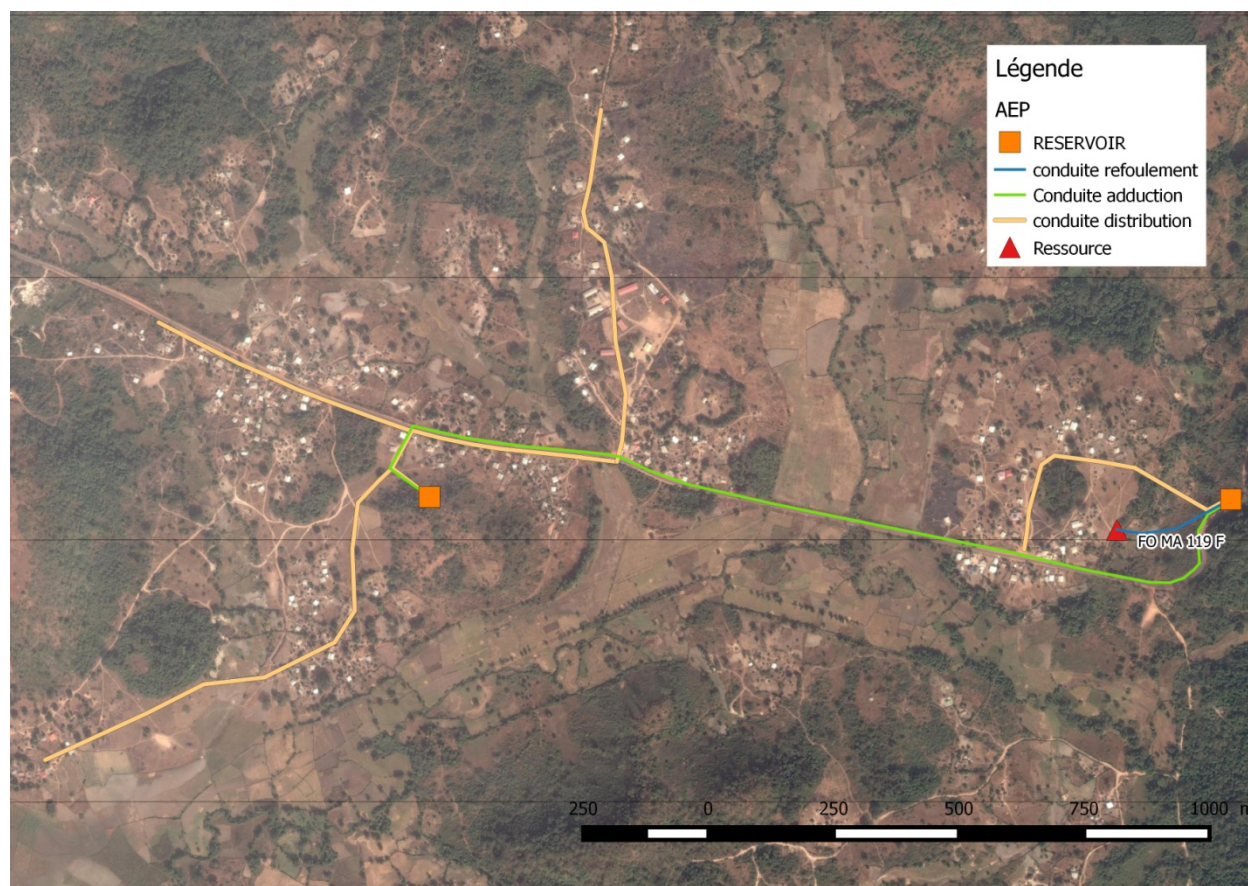 Légende
AEP
RESERVOIR
conduite refoulement
Conduite adduction
conduite distribution
Ressource
FO MA 119 F
250 0 250 500 750 1000 m